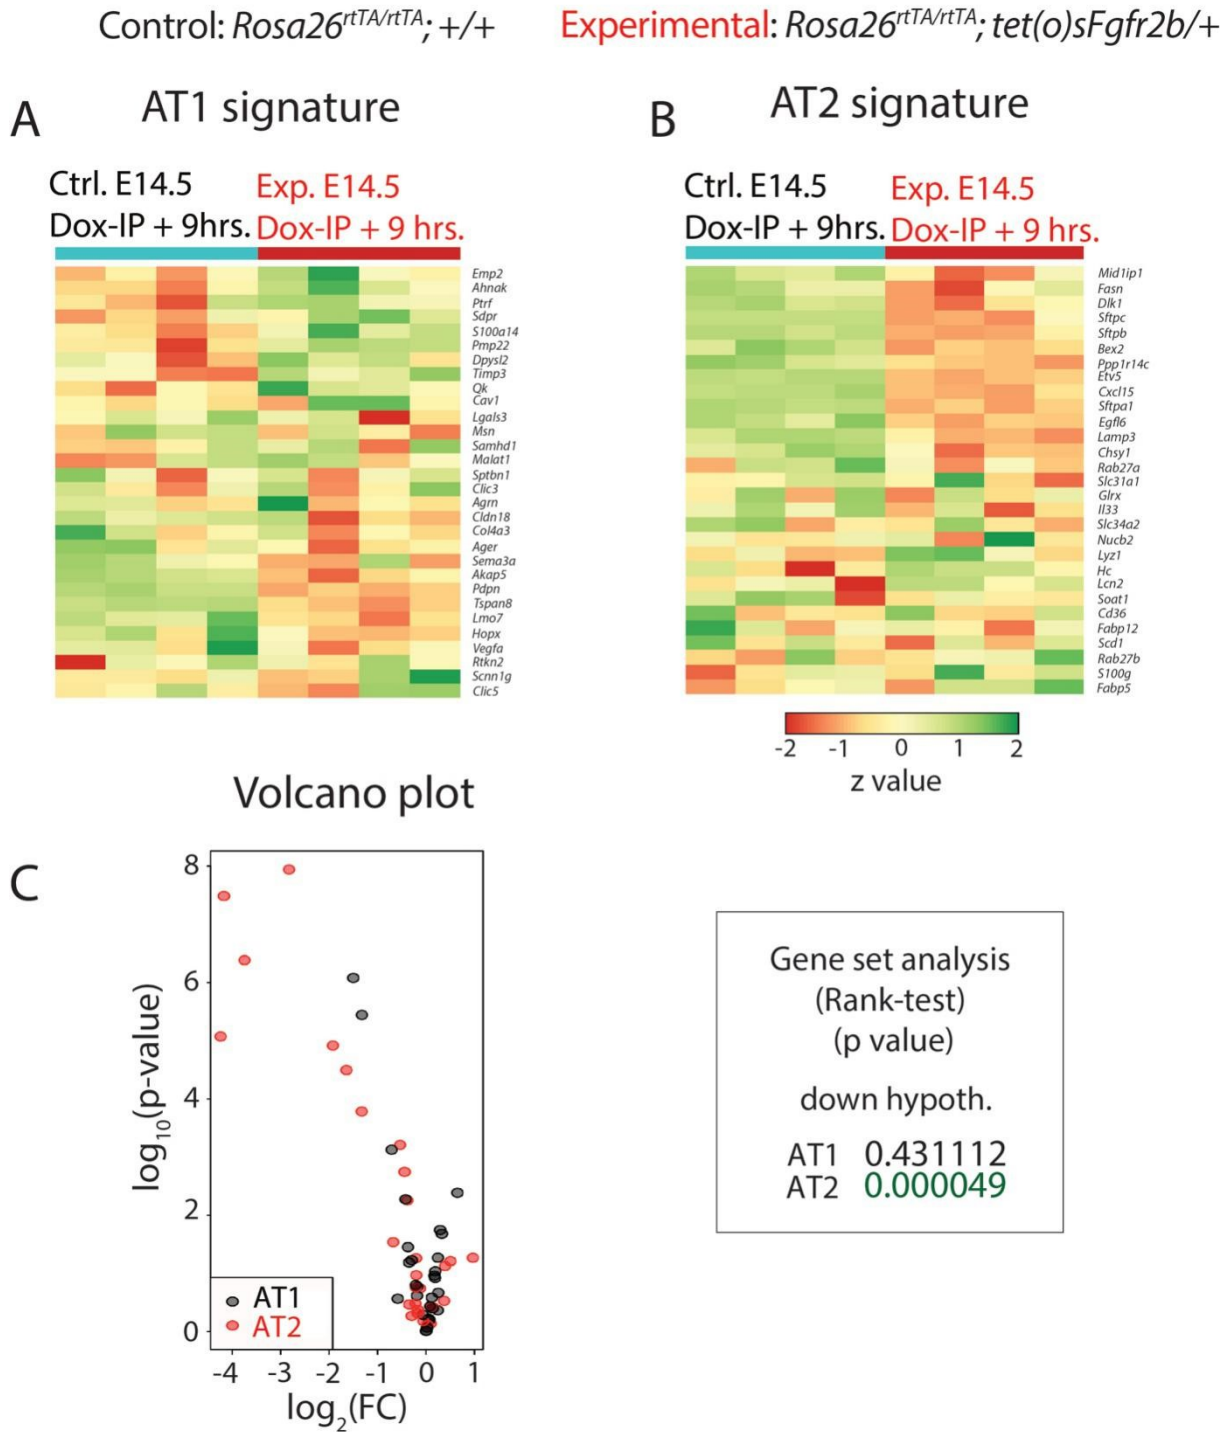 Control: Rosa26rtTA/rtTA; +/+
Experimental: Rosa26rtTA/rtTA; tet(o)sFgfr2b/+
A
AT1 signature
Ctrl. E14.5
Dox-IP + 9hrs.
Exp. E14.5
Dox-IP + 9 hrs.
Emp2
Ahnak
Ptrf
Sdpr
S100a14
Pmp22
Dpysl2
Timp3
Qk
Cav1
Lgals3
Msn
Samhd1
Malat1
Sptbn1
Clic3
Agrn
Cldn18
Col4a3
Ager
Sema3a
Akap5
Pdpn
Tspan8
Lmo7
Hopx
Vegfa
Rtkn2
Scnn1g
Clic5
B
AT2 signature
Ctrl. E14.5
Dox-IP + 9hrs.
Exp. E14.5
Dox-IP + 9 hrs.
Mid1ip1
Fasn
Dlk1
Sftpc
Sftpb
Bex2
Ppp1r14c
Etv5
Cxcl15
Sftpa1
Egfl6
Lamp3
Chsy1
Rab27a
Slc31a1
Glrx
Il33
Slc34a2
Nucb2
Lyz1
Hc
Lcn2
Soat1
Cd36
Fabp12
Scd1
Rab27b
S100g
Fabp5
-2 -1 0 1 2
z value
Volcano plot
C
log10(p-value)
8
6
4
2
0
AT1
AT2
-4 -3 -2 -1 0 1
log2(FC)
Gene set analysis
(Rank-test)
(p value)
down hypoth.
AT1 0.431112
AT2 0.000049